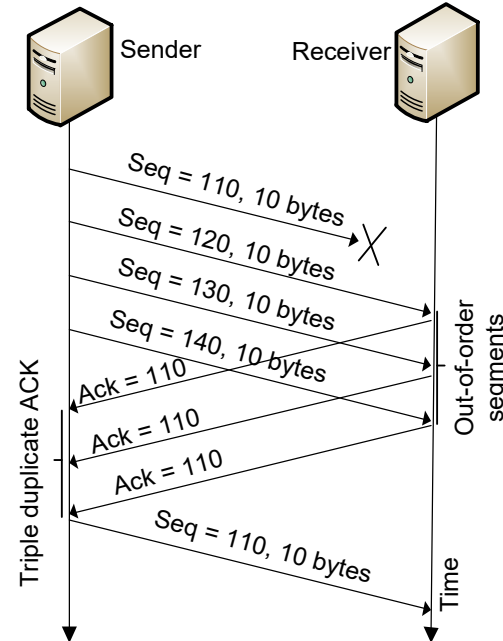 Sender
Receiver
Seq = 110, 10 bytes
Seq = 120, 10 bytes
Seq = 130, 10 bytes
Seq = 140, 10 bytes
Out-of-order
segments
Ack = 110
Ack = 110
Ack = 110
Triple duplicate ACK
Seq = 110, 10 bytes
Time